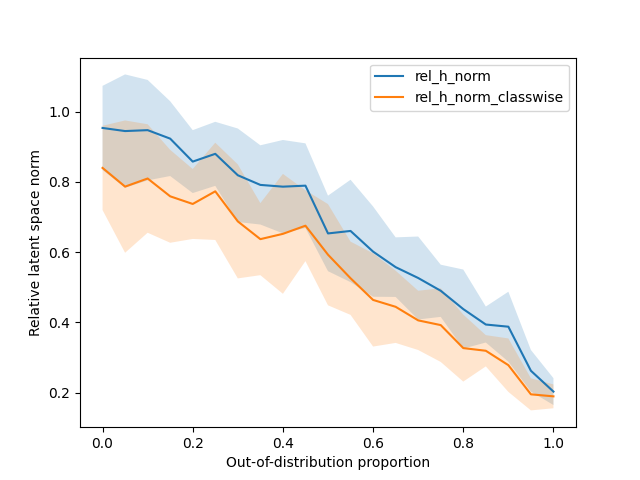 rel_h_norm
rel_h_norm_classwise
1.0
0.8
0.6
0.4
0.2
Relative latent space norm
0.0 0.2 0.4 0.6 0.8 1.0
Out-of-distribution proportion